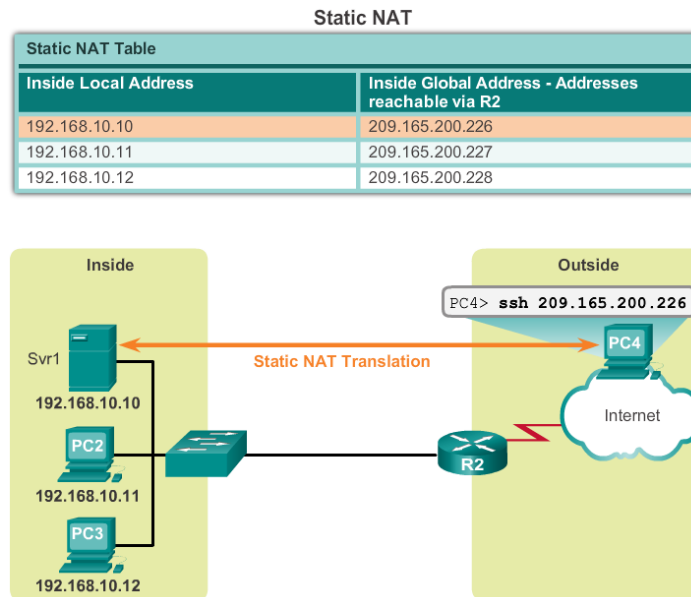 Static NAT
Static NAT Table
Inside Local Address
Inside Global Address - Addresses
reachable via R2
192.168.10.10
209.165.200.226
192.168.10.11
209.165.200.227
192.168.10.12
209.165.200.228
Inside
Outside
PC4> ssh 209.165.200.226
Svr1
PC4
Static NAT Translation
192.168.10.10
Internet
PC2
R2
192.168.10.11
PC3
192.168.10.12